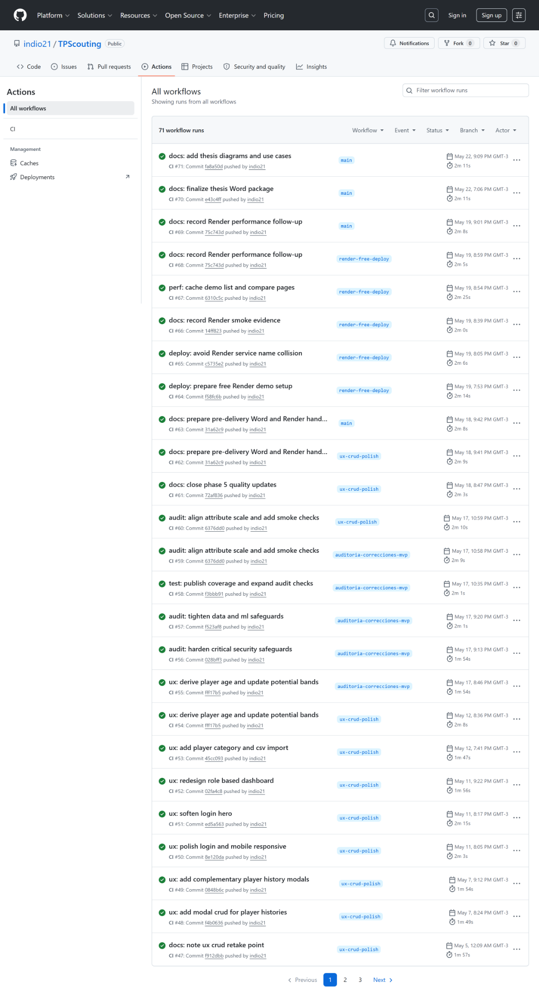 Platform Solutions Resources Open Source Enterprise Pricing Sign in Sign up
indio21 / TPScouting Public Notifications Fork 0 Star 0
Code Issues Pull requests Actions Projects Security and quality Insights
Actions
All workflows
CI
Management
Caches
Deployments
All workflows
Showing runs from all workflows
Filter workflow runs
71 workflow runs Workflow Event Status Branch Actor
docs: add thesis diagrams and use cases
CI #71: Commit fa8a50d pushed by indio21
main
May 22, 9:09 PM GMT-3
2m 11s
docs: finalize thesis Word package
CI #70: Commit e43c4ff pushed by indio21
main
May 22, 7:06 PM GMT-3
2m 11s
docs: record Render performance follow-up
CI #69: Commit 75c743d pushed by indio21
main
May 19, 9:01 PM GMT-3
2m 8s
docs: record Render performance follow-up
CI #68: Commit 75c743d pushed by indio21
render-free-deploy
May 19, 8:59 PM GMT-3
2m 5s
perf: cache demo list and compare pages
CI #67: Commit 6310c5c pushed by indio21
render-free-deploy
May 19, 8:54 PM GMT-3
2m 25s
docs: record Render smoke evidence
CI #66: Commit 14ff823 pushed by indio21
render-free-deploy
May 19, 8:39 PM GMT-3
2m 0s
deploy: avoid Render service name collision
CI #65: Commit c5735e2 pushed by indio21
render-free-deploy
May 19, 8:05 PM GMT-3
2m 6s
deploy: prepare free Render demo setup
CI #64: Commit f58fc6b pushed by indio21
render-free-deploy
May 19, 7:53 PM GMT-3
2m 14s
docs: prepare pre-delivery Word and Render hand...
CI #63: Commit 31a62c9 pushed by indio21
main
May 18, 9:42 PM GMT-3
2m 8s
docs: prepare pre-delivery Word and Render hand...
CI #62: Commit 31a62c9 pushed by indio21
ux-crud-polish
May 18, 9:41 PM GMT-3
2m 9s
docs: close phase 5 quality updates
CI #61: Commit 72af836 pushed by indio21
ux-crud-polish
May 18, 8:47 PM GMT-3
2m 3s
audit: align attribute scale and add smoke checks
CI #60: Commit 6376dd0 pushed by indio21
ux-crud-polish
May 17, 10:59 PM GMT-3
2m 10s
audit: align attribute scale and add smoke checks
CI #59: Commit 6376dd0 pushed by indio21
auditoria-correcciones-mvp
May 17, 10:58 PM GMT-3
2m 9s
test: publish coverage and expand audit checks
CI #58: Commit f3bbb91 pushed by indio21
auditoria-correcciones-mvp
May 17, 10:35 PM GMT-3
2m 1s
audit: tighten data and ml safeguards
CI #57: Commit f523af8 pushed by indio21
auditoria-correcciones-mvp
May 17, 9:20 PM GMT-3
2m 1s
audit: harden critical security safeguards
CI #56: Commit 028bff3 pushed by indio21
auditoria-correcciones-mvp
May 17, 9:13 PM GMT-3
1m 54s
ux: derive player age and update potential bands
CI #55: Commit fff17b5 pushed by indio21
auditoria-correcciones-mvp
May 17, 8:46 PM GMT-3
1m 54s
ux: derive player age and update potential bands
CI #54: Commit fff17b5 pushed by indio21
ux-crud-polish
May 12, 8:36 PM GMT-3
2m 8s
ux: add player category and csv import
CI #53: Commit 45cc093 pushed by indio21
ux-crud-polish
May 12, 7:41 PM GMT-3
1m 47s
ux: redesign role based dashboard
CI #52: Commit 02fa4c8 pushed by indio21
ux-crud-polish
May 11, 9:22 PM GMT-3
1m 56s
ux: soften login hero
CI #51: Commit ed5a563 pushed by indio21
ux-crud-polish
May 11, 8:17 PM GMT-3
2m 15s
ux: polish login and mobile responsive
CI #50: Commit 8e120da pushed by indio21
ux-crud-polish
May 11, 8:05 PM GMT-3
2m 3s
ux: add complementary player history modals
CI #49: Commit 0848b6c pushed by indio21
ux-crud-polish
May 7, 9:12 PM GMT-3
1m 54s
ux: add modal crud for player histories
CI #48: Commit f4b0636 pushed by indio21
ux-crud-polish
May 7, 8:24 PM GMT-3
1m 49s
docs: note ux crud retake point
CI #47: Commit f912dbb pushed by indio21
ux-crud-polish
May 5, 12:09 AM GMT-3
1m 57s
Previous 1 2 3 Next